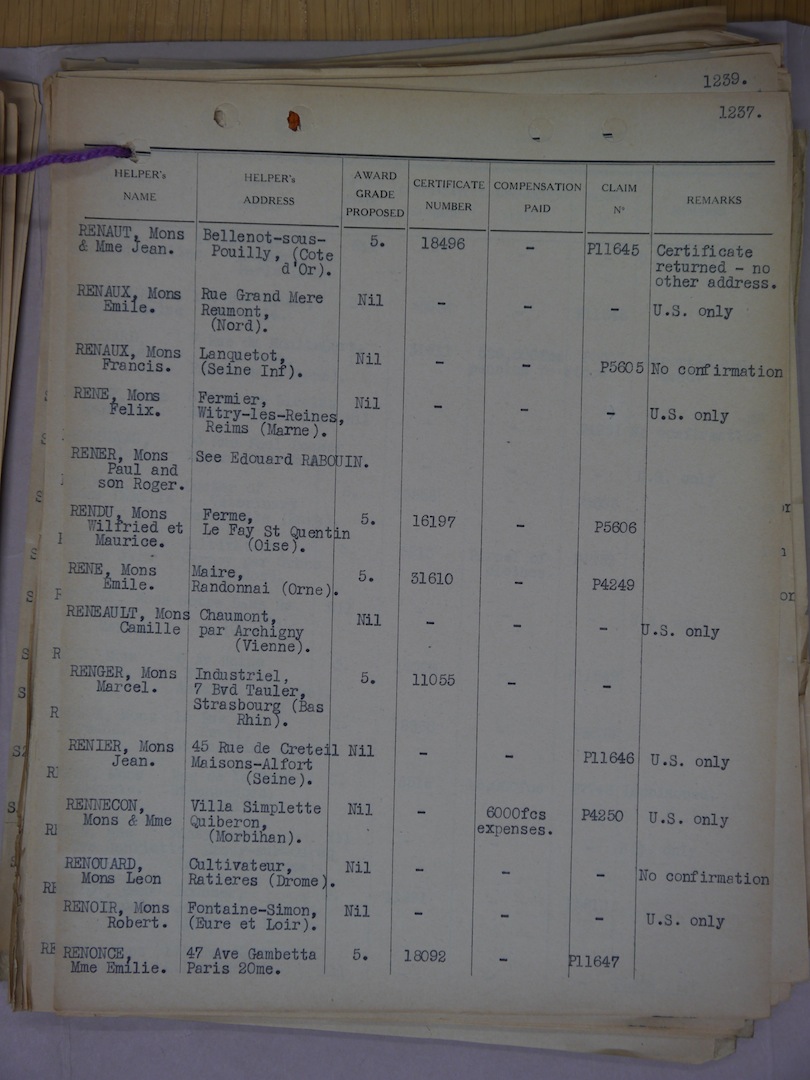 1239.
1237.
HELPER's NAME | HELPER's ADDRESS | AWARD GRADE PROPOSED | CERTIFICATE NUMBER | COMPENSATION PAID | CLAIM Nº | REMARKS
RENAUT, Mons | Bellenot-sous- | 5. | 18496 | - | P11645 | Certificate
& Mme Jean. | Pouilly, (Cote | returned - no
d'Or). | other address.
RENAUX, Mons | Rue Grand Mere | Nil | - | - | - | U.S. only
Emile. | Reumont,
(Nord).
RENAUX, Mons | Lanquetot, | Nil | - | - | P5605 | No confirmation
Francis. | (Seine Inf).
RENE, Mons | Fermier, | Nil | - | - | - | U.S. only
Felix. | Witry-les-Reines,
Reims (Marne).
RENER, Mons | See Edouard RABOUIN.
Paul and
son Roger.
RENDU, Mons | Ferme, | 5. | 16197 | - | P5606
Wilfried et | Le Fay St Quentin
Maurice. | (Oise).
RENE, Mons | Maire, | 5. | 31610 | - | P4249
Emile. | Randonnai (Orne).
RENEAULT, Mons | Chaumont, | Nil | - | - | - | U.S. only
Camille | par Archigny
(Vienne).
RENGER, Mons | Industriel, | 5. | 11055 | - | -
Marcel. | 7 Bvd Tauler,
Strasbourg (Bas
Rhin).
RENIER, Mons | 45 Rue de Creteil | Nil | - | - | P11646 | U.S. only
Jean. | Maisons-Alfort
(Seine).
RENNECON, | Villa Simplette | Nil | - | 6000fcs | P4250 | U.S. only
Mons & Mme | Quiberon, | expenses.
(Morbihan).
RENOUARD, | Cultivateur, | Nil | - | - | - | No confirmation
Mons Leon | Ratieres (Drome).
RENOIR, Mons | Fontaine-Simon, | Nil | - | - | - | U.S. only
Robert. | (Eure et Loir).
RENONCE, | 47 Ave Gambetta | 5. | 18092 | - | P11647
Mme Emilie. | Paris 20me.